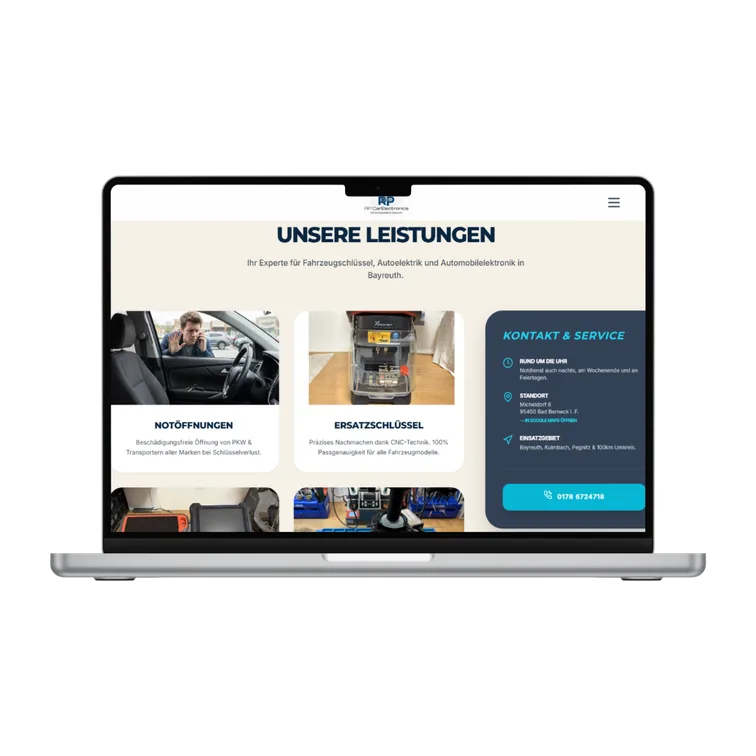 RP
RP CarElectronics
UNSERE LEISTUNGEN
Ihr Experte für Fahrzeugschlüssel, Autoelektrik und Automobilelektronik in
Bayreuth.
NOTÖFFNUNGEN
Beschädigungsfreie Öffnung von PKW &
Transportern aller Marken bei Schlüsselverlust.
ERSATZSCHLÜSSEL
Präzises Nachmachen dank CNC-Technik. 100%
Passgenauigkeit für alle Fahrzeugmodelle.
KONTAKT & SERVICE
RUND UM DIE UHR
Notdienst auch nachts, am Wochenende und an
Feiertagen.
STANDORT
Micheldorf 6
95460 Bad Berneck i. F.
→ IN GOOGLE MAPS ÖFFNEN
EINSATZGEBIET
Bayreuth, Kulmbach, Pegnitz & 100km Umkreis.
0178 6724718